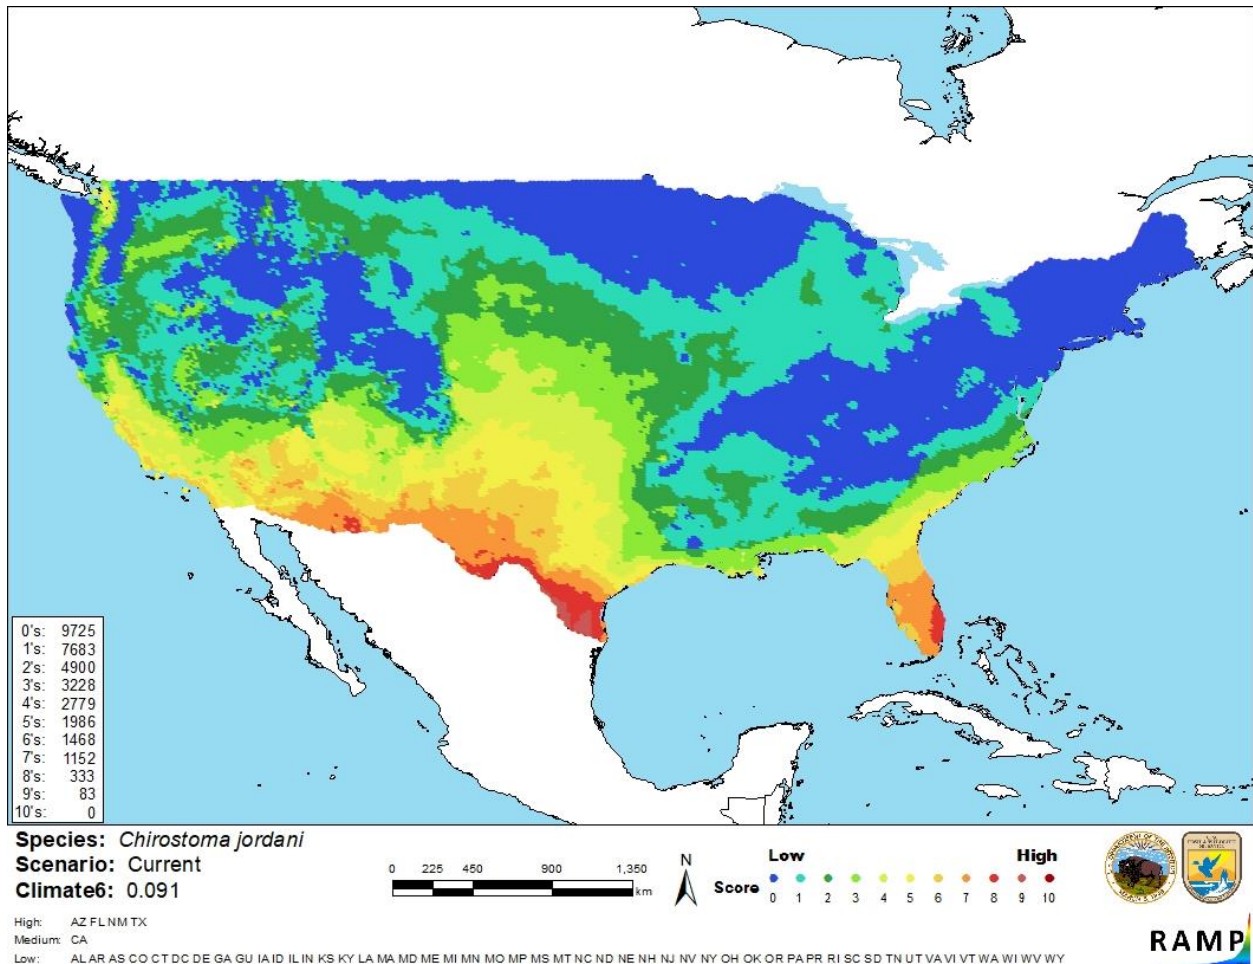 0's: 9725
1's: 7683
2's: 4900
3's: 3228
4's: 2779
5's: 1986
6's: 1468
7's: 1152
8's: 333
9's: 83
10's: 0
Species: Chirostoma jordani
Scenario: Current
Climate6: 0.091
0 225 450 900 1,350
km
N
Low High
Score 0 1 2 3 4 5 6 7 8 9 10
High: AZ FL NM TX
Medium: CA
Low: AL AR AS CO CT DC DE GA GU IA ID IL IN KS KY LA MA MD ME MI MN MO MP MS MT NC ND NE NH NJ NV NY OH OK OR PA PR RI SC SD TN UT VA VI VT WA WI WV WY
RAMP